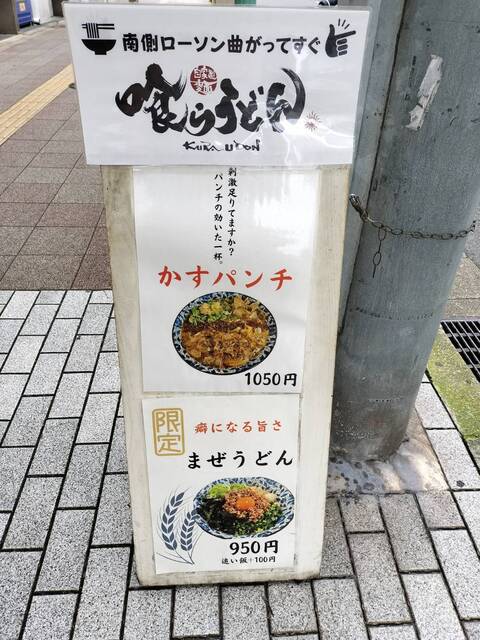 南側ローソン曲がってすぐ
喰らうどん
KURA UDON
刺激足りてますか?
パンチの効いた一杯。
かすパンチ
1050円
限定
癖になる旨さ
まぜうどん
950円
追い飯+100円